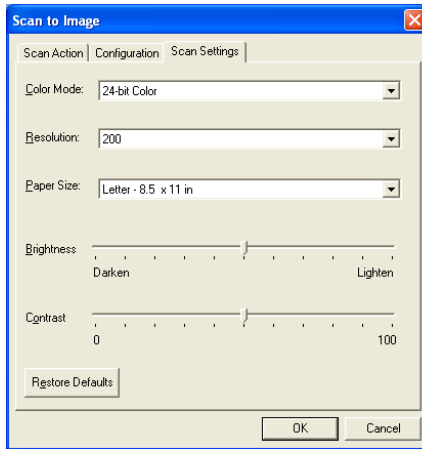 Scan to Image
Scan Action Configuration Scan Settings
Color Mode: 24-bit Color
Resolution: 200
Paper Size: Letter - 8.5 x 11 in
Brightness
Darken Lighten
Contrast
0 100
Restore Defaults
OK Cancel